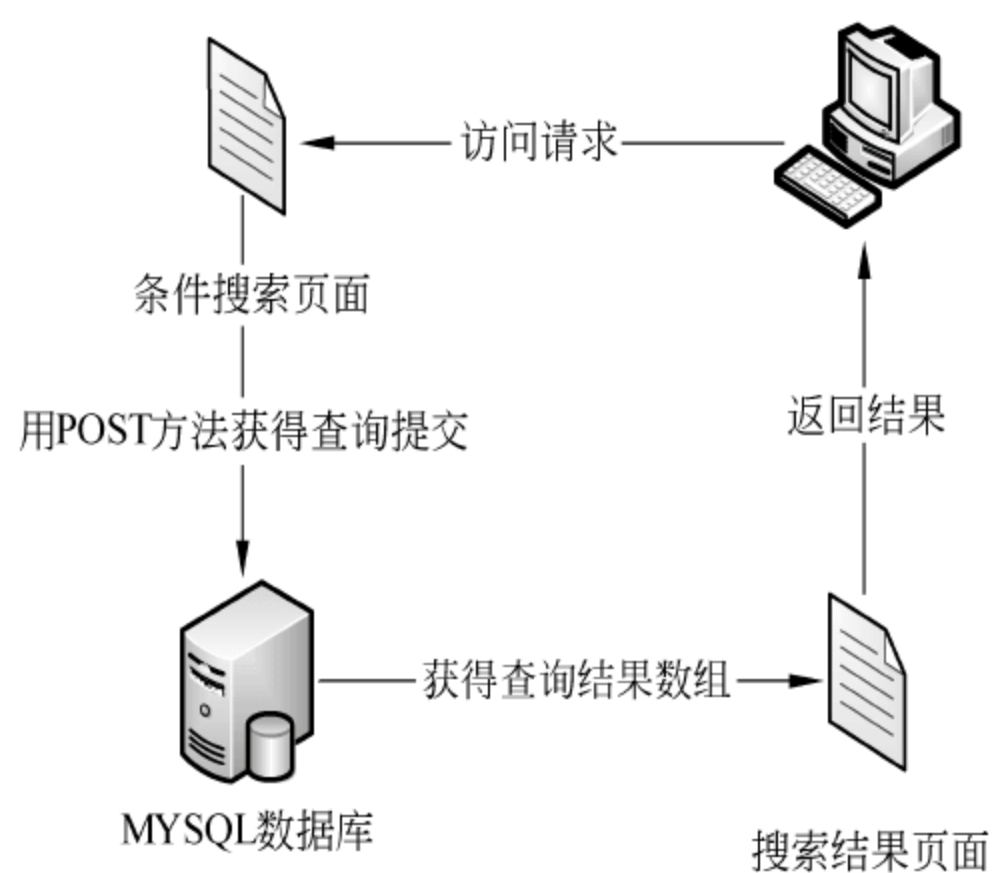 访问请求
条件搜索页面
用POST方法获得查询提交
返回结果
获得查询结果数组
MYSQL数据库
搜索结果页面